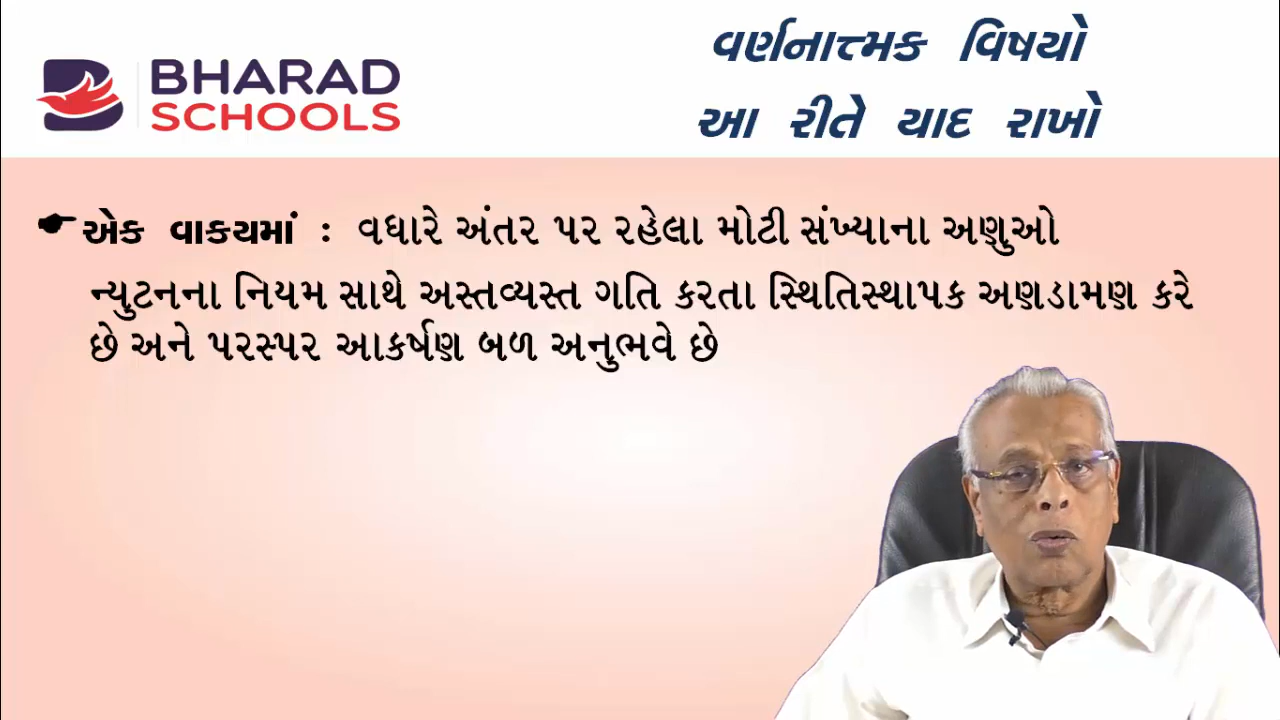 BHARAD
SCHOOLS
વર્ણનાત્મક વિષયો
આ રીતે યાદ રાખો
એક વાક્યમાં : વધારે અંતર પર રહેલા મોટી સંખ્યાના અણુઓ
ન્યુટનના નિયમ સાથે અસ્તવ્યસ્ત ગતિ કરતા સ્થિતિસ્થાપક અણડામણ કરે
છે અને પરસ્પર આકર્ષણ બળ અનુભવે છે